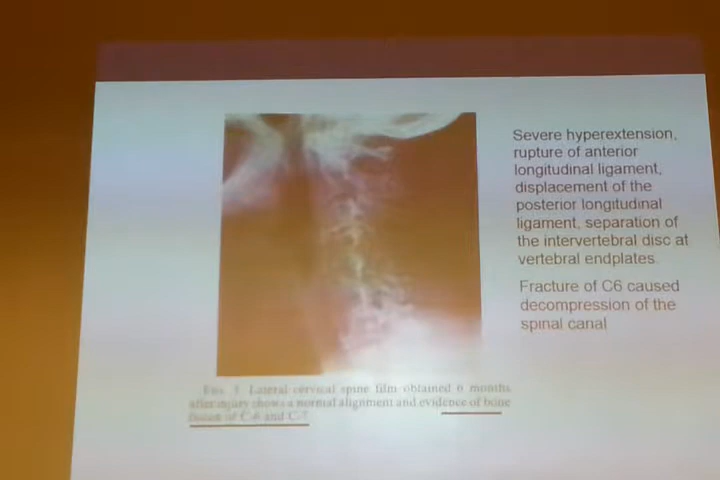 Severe hyperextension,
rupture of anterior
longitudinal ligament,
displacement of the
posterior longitudinal
ligament, separation of
the intervertebral disc at
vertebral endplates.
Fracture of C6 caused
decompression of the
spinal canal
Lateral cervical spine film obtained 6 months
after injury shows a normal alignment and evidence of bone
fusion of C-6 and C-7.